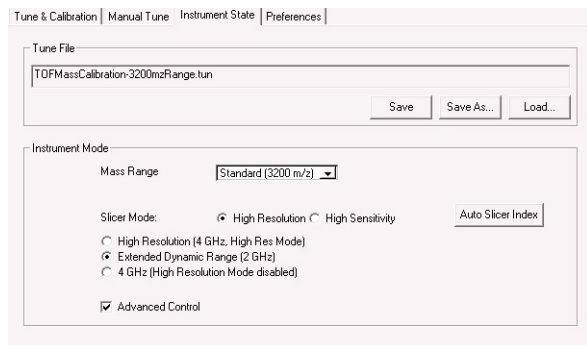 Tune & Calibration Manual Tune Instrument State Preferences
Tune File
TOFMassCalibration-3200mzRange.tun
Save Save As... Load...
Instrument Mode
Mass Range Standard (3200 m/z)
Slicer Mode: High Resolution High Sensitivity Auto Slicer Index
High Resolution (4 GHz, High Res Mode)
Extended Dynamic Range (2 GHz)
4 GHz (High Resolution Mode disabled)
Advanced Control